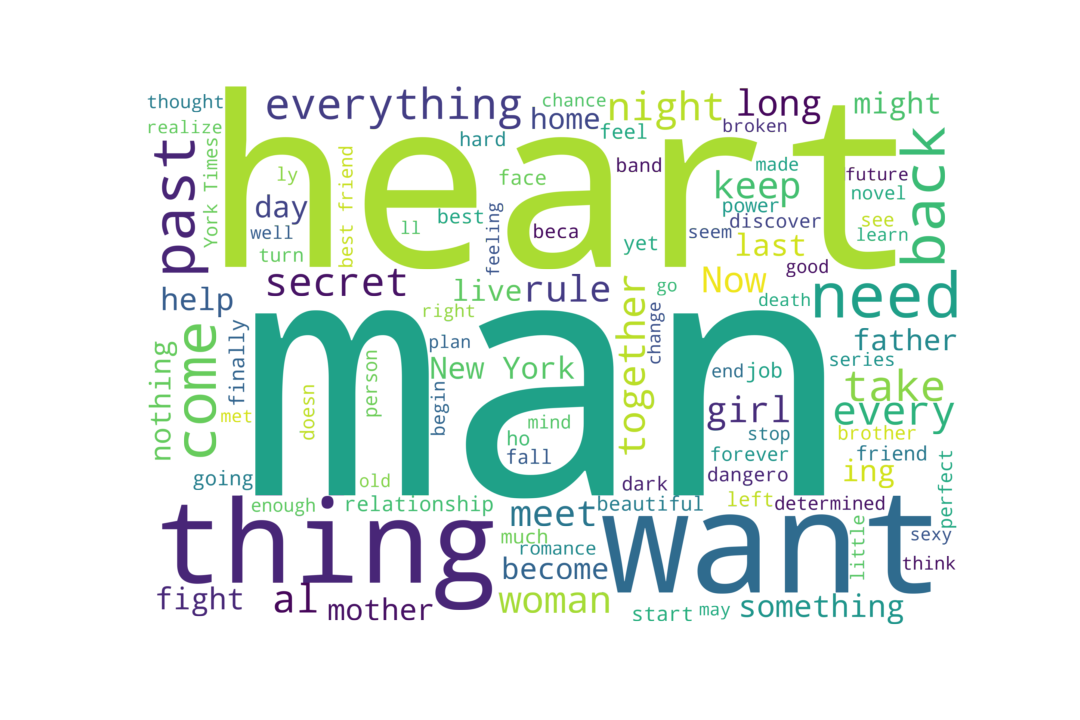 thought
everything
chance
night
long
might
realize
home
hard
feel
broken
heart
past
York Times
ly
best friend
face
band
keep
made
future
back
day
well
turn
ll
best
feeling
beca
yet
power
novel
seem
discover
see
last
learn
good
secret
help
live
rule
right
together
go
Now
death
need
man
come
nothing
finally
met
doesn
person
plan
begin
New York
mind
ho
fall
change
end
job
series
father
take
girl
every
stop
brother
forever
friend
dangero
ing
perfect
going
old
enough
relationship
dark
beautiful
left
determined
thing
meet
want
much
romance
become
little
sexy
think
fight
al
mother
woman
start
may
something